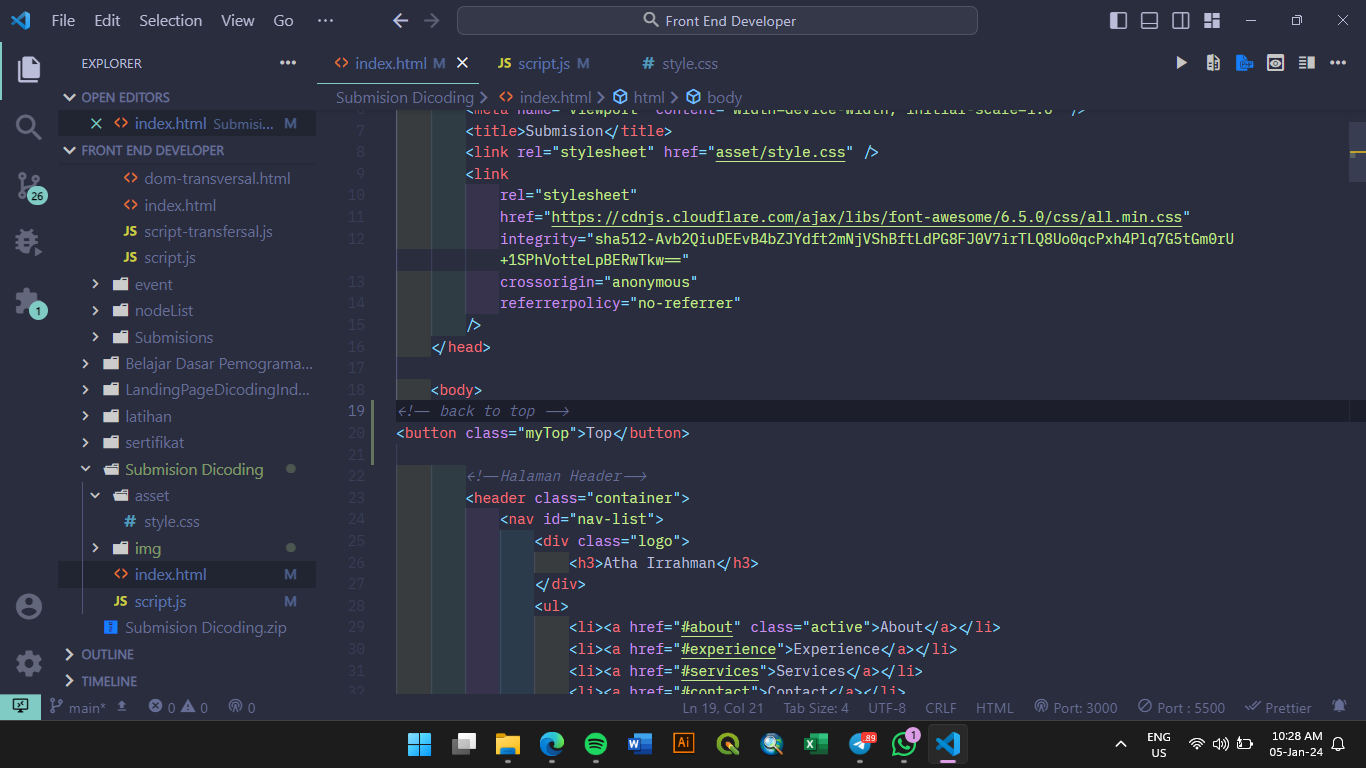 File Edit Selection View Go ··· Front End Developer
EXPLORER ··· index.html M script.js M style.css ···
OPEN EDITORS
index.html Submisi... M
FRONT END DEVELOPER
dom-transversal.html
index.html
script-transfersal.js
script.js
event
nodeList
Submisions
Belajar Dasar Pemograma...
LandingPageDicodingInd...
latihan
sertifikat
Submision Dicoding
asset
style.css
img
index.html M
script.js M
Submision Dicoding.zip
OUTLINE
TIMELINE
26
1
Submision Dicoding > index.html > html > body
<meta name="viewport" content="width=device-width, initial-scale=1.0" />
7 <title>Submision</title>
8 <link rel="stylesheet" href="asset/style.css" />
9 <link
10 rel="stylesheet"
11 href="https://cdnjs.cloudflare.com/ajax/libs/font-awesome/6.5.0/css/all.min.css"
12 integrity="sha512-Avb2QiuDEEvB4bZJYdft2mNjVShBftLdPG8FJ0V7irTLQ8Uo0qcPxh4Plq7G5tGm0rU
+1SPhVotteLpBERwTkw=="
13 crossorigin="anonymous"
14 referrerpolicy="no-referrer"
15 />
16 </head>
17
18 <body>
19 <!-- back to top -->
20 <button class="myTop">Top</button>
21
22 <!--Halaman Header-->
23 <header class="container">
24 <nav id="nav-list">
25 <div class="logo">
26 <h3>Atha Irrahman</h3>
27 </div>
28 <ul>
29 <li><a href="#about" class="active">About</a></li>
30 <li><a href="#experience">Experience</a></li>
31 <li><a href="#services">Services</a></li>
32 <li><a href="#contact">Contact</a></li>
main* 0 0 0 Ln 19, Col 21 Tab Size: 4 UTF-8 CRLF HTML Port: 3000 Port : 5500 Prettier
W Ai X 89 1 ENG
US 10:28 AM
05-Jan-24